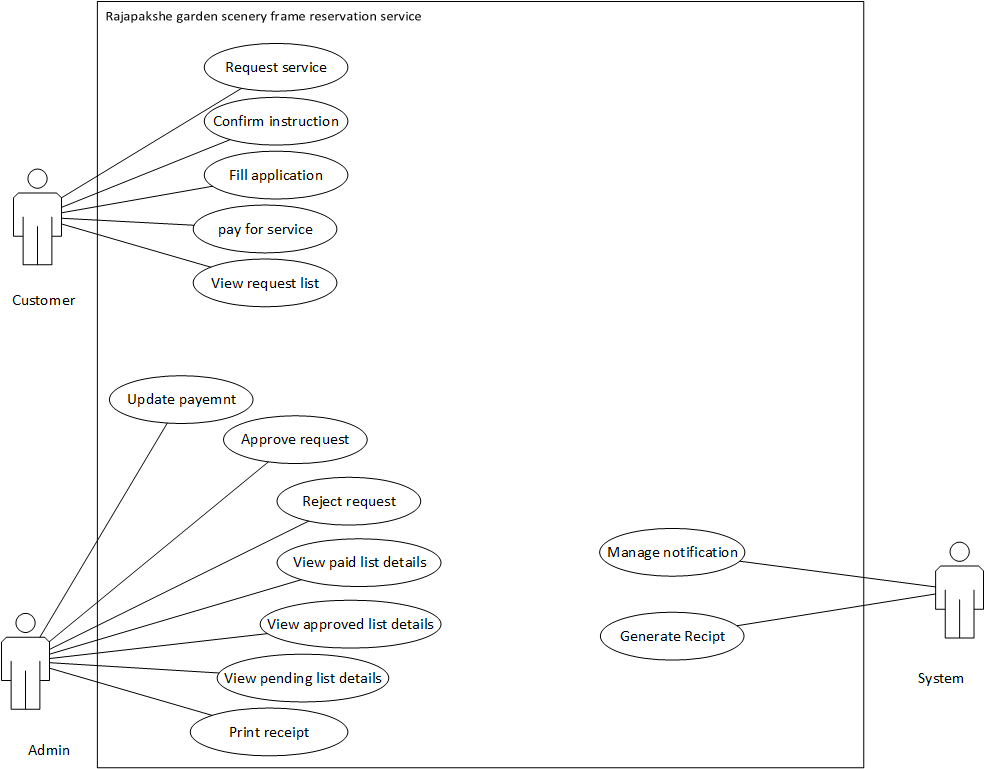 Rajapakshe garden scenery frame reservation service
Request service
Confirm instruction
Fill application
pay for service
View request list
Customer
Update payemnt
Approve request
Reject request
View paid list details
View approved list details
View pending list details
Print receipt
Admin
Manage notification
Generate Recipt
System